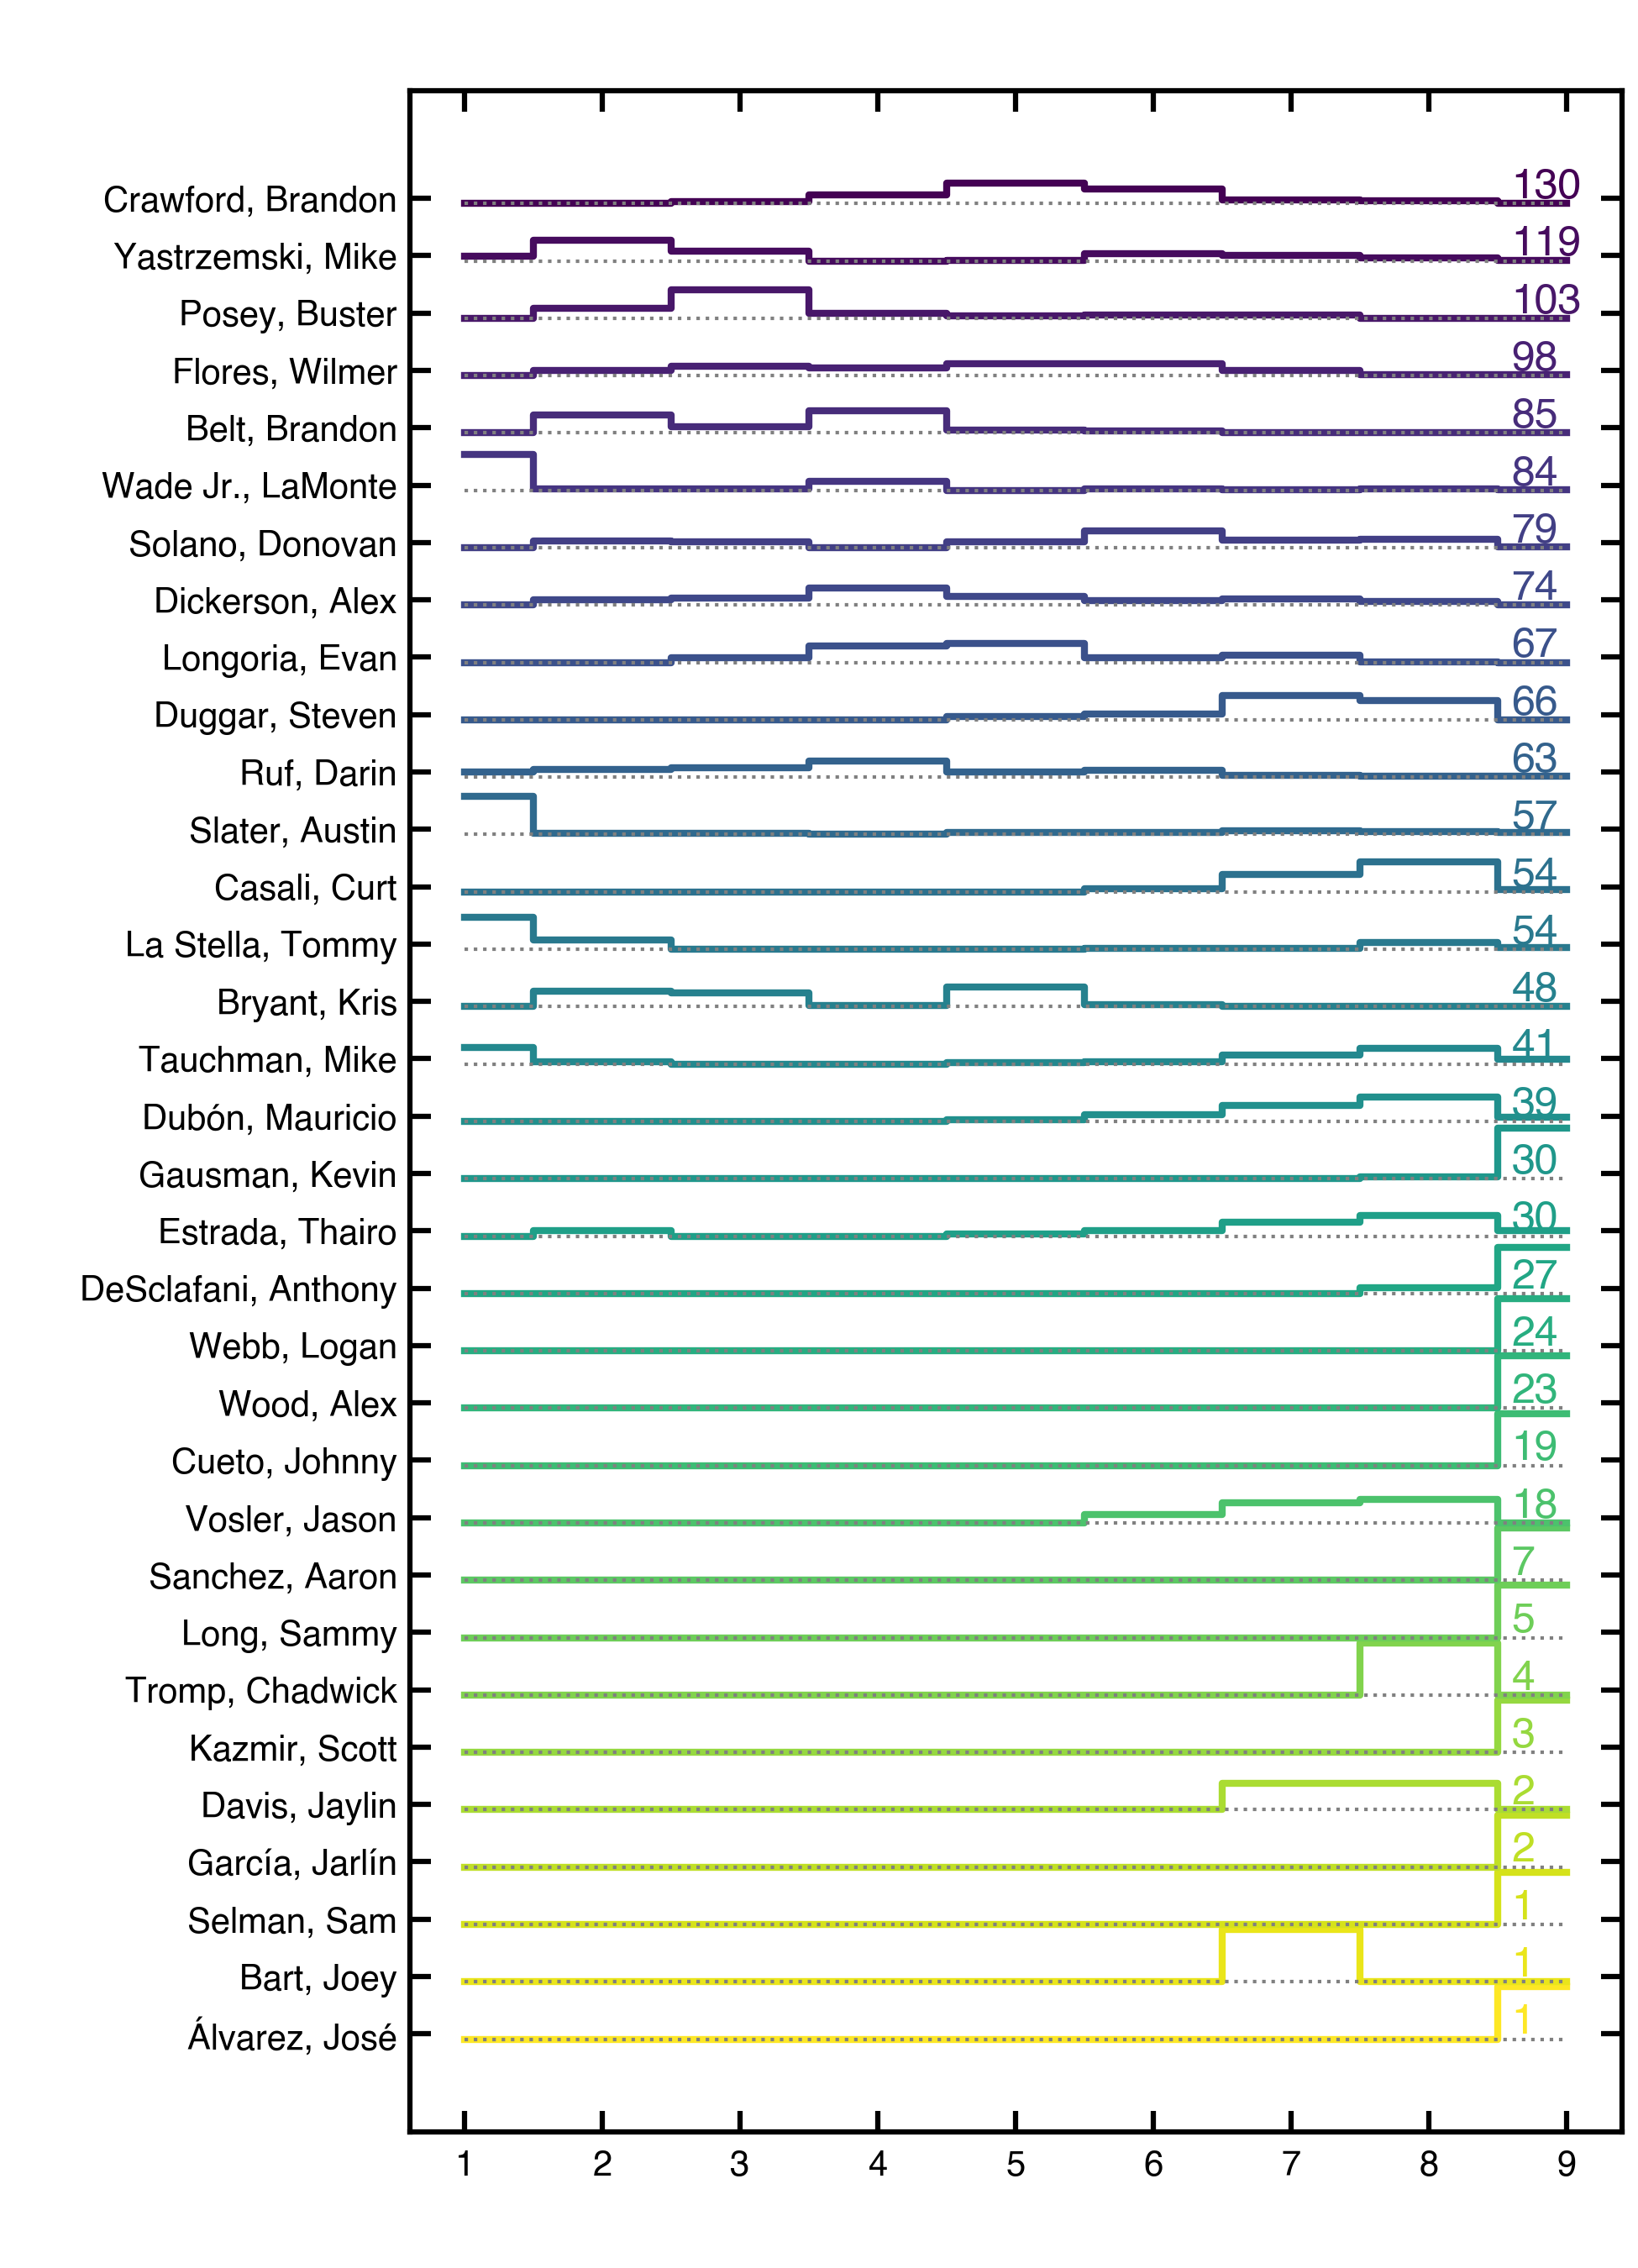 Crawford, Brandon 130
Yastrzemski, Mike 119
Posey, Buster 103
Flores, Wilmer 98
Belt, Brandon 85
Wade Jr., LaMonte 84
Solano, Donovan 79
Dickerson, Alex 74
Longoria, Evan 67
Duggar, Steven 66
Ruf, Darin 63
Slater, Austin 57
Casali, Curt 54
La Stella, Tommy 54
Bryant, Kris 48
Tauchman, Mike 41
Dubón, Mauricio 39
Gausman, Kevin 30
Estrada, Thairo 30
DeSclafani, Anthony 27
Webb, Logan 24
Wood, Alex 23
Cueto, Johnny 19
Vosler, Jason 18
Sanchez, Aaron 7
Long, Sammy 5
Tromp, Chadwick 4
Kazmir, Scott 3
Davis, Jaylin 2
García, Jarlín 2
Selman, Sam 1
Bart, Joey 1
Álvarez, José 1
1 2 3 4 5 6 7 8 9